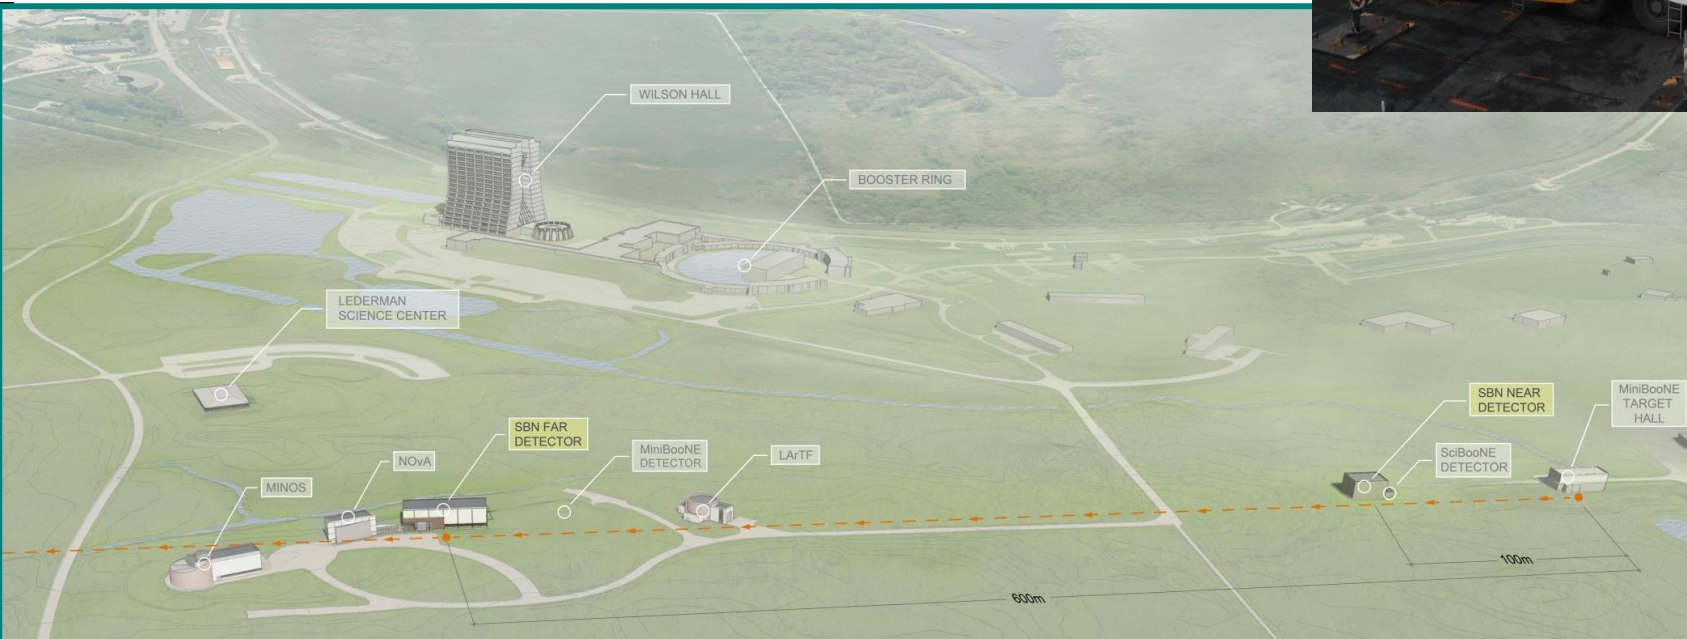 WILSON HALL
BOOSTER RING
LEDERMAN
SCIENCE CENTER
SBN NEAR
DETECTOR
MiniBooNE
TARGET
HALL
SBN FAR
DETECTOR
MiniBooNE
DETECTOR
LArTF
SciBooNE
DETECTOR
NOvA
MINOS
100m
600m